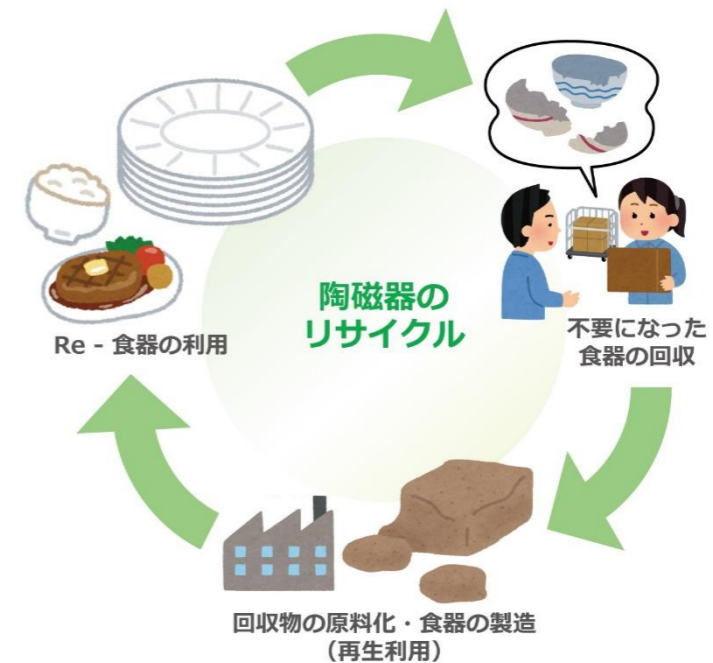 陶磁器の
リサイクル
不要になった
食器の回収
回収物の原料化・食器の製造
（再生利用）
Re - 食器の利用